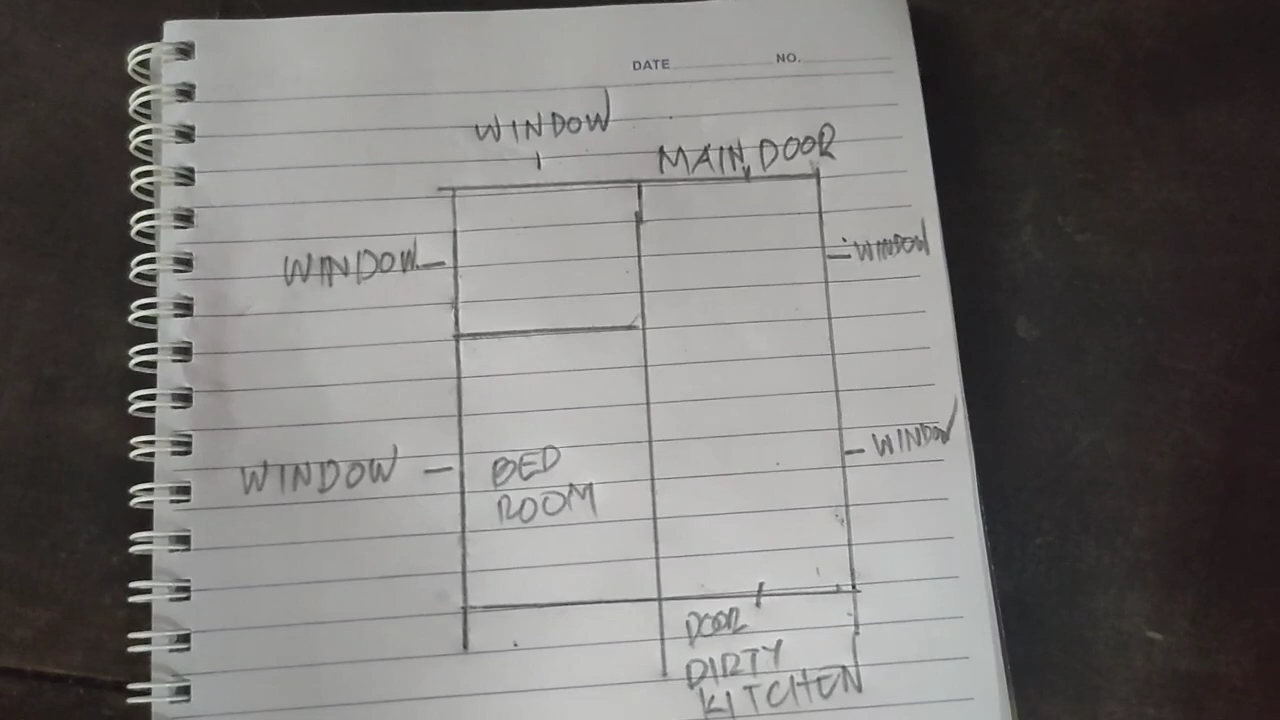 DATE NO.
WINDOW
MAIN DOOR
WINDOW
WINDOW
WINDOW
WINDOW
BED
ROOM
DOOR
DIRTY
KITCHEN